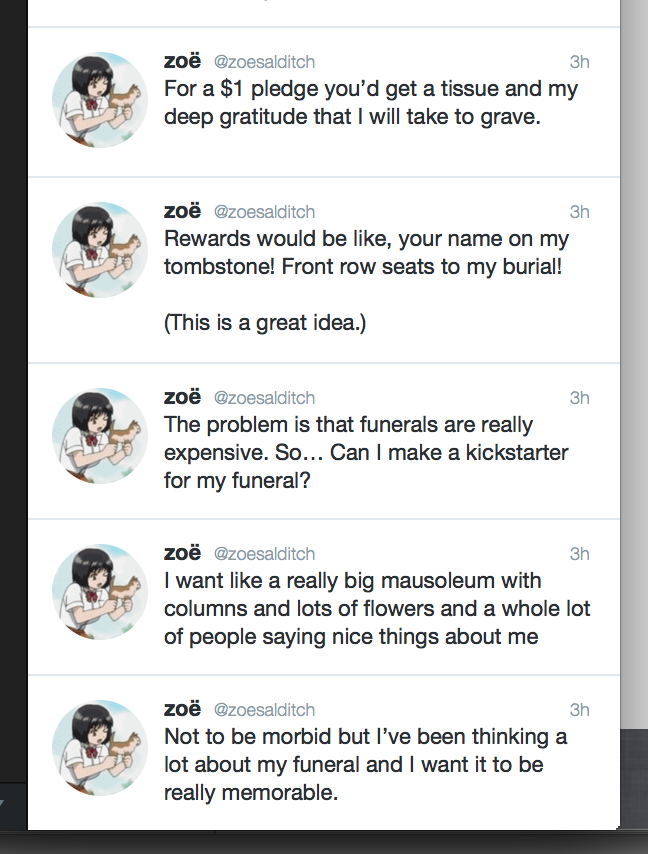 zoë @zoesalditch 3h
For a $1 pledge you’d get a tissue and my
deep gratitude that I will take to grave.
zoë @zoesalditch 3h
Rewards would be like, your name on my
tombstone! Front row seats to my burial!
(This is a great idea.)
zoë @zoesalditch 3h
The problem is that funerals are really
expensive. So… Can I make a kickstarter
for my funeral?
zoë @zoesalditch 3h
I want like a really big mausoleum with
columns and lots of flowers and a whole lot
of people saying nice things about me
zoë @zoesalditch 3h
Not to be morbid but I’ve been thinking a
lot about my funeral and I want it to be
really memorable.